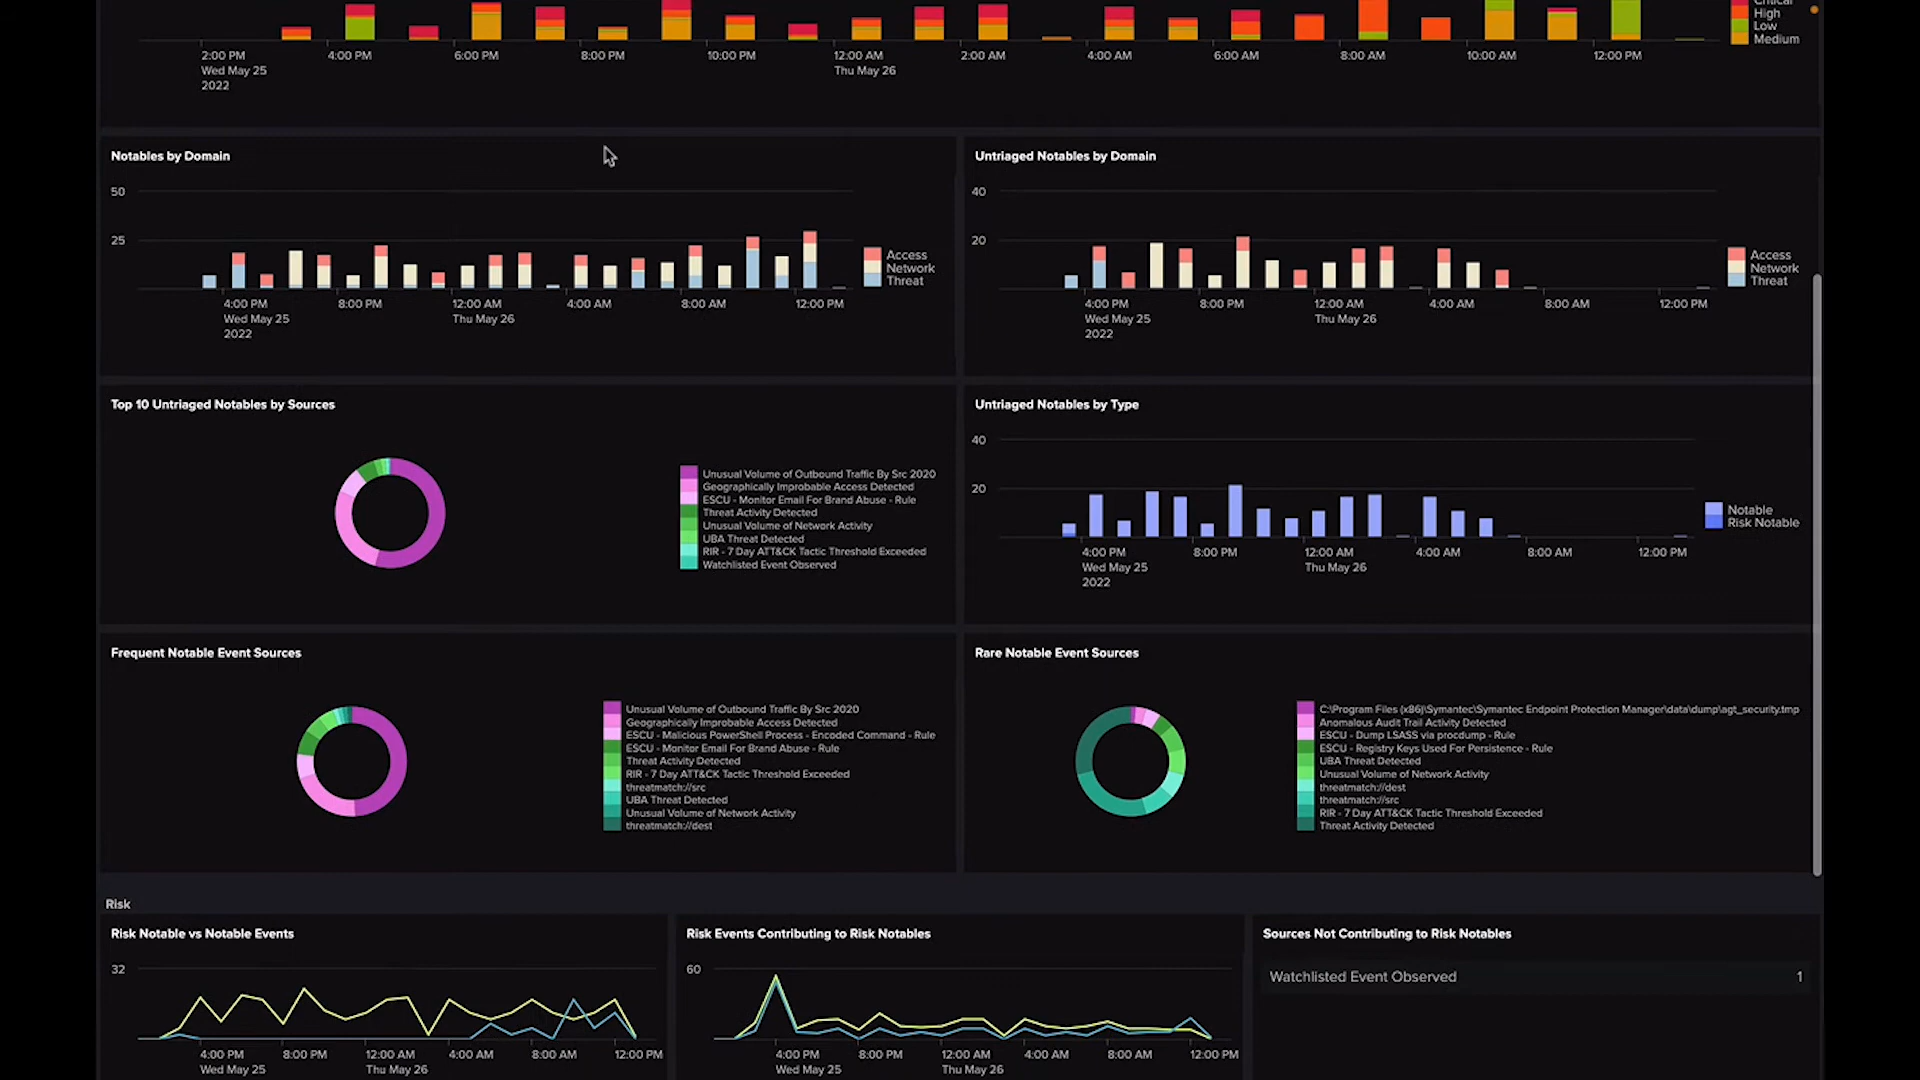 Critical
High
Low
Medium
2:00 PM
Wed May 25
2022
4:00 PM
6:00 PM
8:00 PM
10:00 PM
12:00 AM
Thu May 26
2:00 AM
4:00 AM
6:00 AM
8:00 AM
10:00 AM
12:00 PM
Notables by Domain
50
25
4:00 PM
Wed May 25
2022
8:00 PM
12:00 AM
Thu May 26
4:00 AM
8:00 AM
12:00 PM
Access
Network
Threat
Untriaged Notables by Domain
40
20
4:00 PM
Wed May 25
2022
8:00 PM
12:00 AM
Thu May 26
4:00 AM
8:00 AM
12:00 PM
Access
Network
Threat
Top 10 Untriaged Notables by Sources
Unusual Volume of Outbound Traffic By Src 2020
Geographically Improbable Access Detected
ESCU - Monitor Email For Brand Abuse - Rule
Threat Activity Detected
Unusual Volume of Network Activity
UBA Threat Detected
RIR - 7 Day ATT&CK Tactic Threshold Exceeded
Watchlisted Event Observed
Untriaged Notables by Type
40
20
4:00 PM
Wed May 25
2022
8:00 PM
12:00 AM
Thu May 26
4:00 AM
8:00 AM
12:00 PM
Notable
Risk Notable
Frequent Notable Event Sources
Unusual Volume of Outbound Traffic By Src 2020
Geographically Improbable Access Detected
ESCU - Malicious PowerShell Process - Encoded Command - Rule
ESCU - Monitor Email For Brand Abuse - Rule
Threat Activity Detected
RIR - 7 Day ATT&CK Tactic Threshold Exceeded
threatmatch://src
UBA Threat Detected
Unusual Volume of Network Activity
threatmatch://dest
Rare Notable Event Sources
C:\Program Files (x86)\Symantec\Symantec Endpoint Protection Manager\data\dump\agt_security.tmp
Anomalous Audit Trail Activity Detected
ESCU - Dump LSASS via procdump - Rule
ESCU - Registry Keys Used For Persistence - Rule
UBA Threat Detected
Unusual Volume of Network Activity
threatmatch://dest
threatmatch://src
RIR - 7 Day ATT&CK Tactic Threshold Exceeded
Threat Activity Detected
Risk
Risk Notable vs Notable Events
32
4:00 PM
Wed May 25
8:00 PM
12:00 AM
Thu May 26
4:00 AM
8:00 AM
12:00 PM
Risk Events Contributing to Risk Notables
60
4:00 PM
Wed May 25
8:00 PM
12:00 AM
Thu May 26
4:00 AM
8:00 AM
12:00 PM
Sources Not Contributing to Risk Notables
Watchlisted Event Observed 1